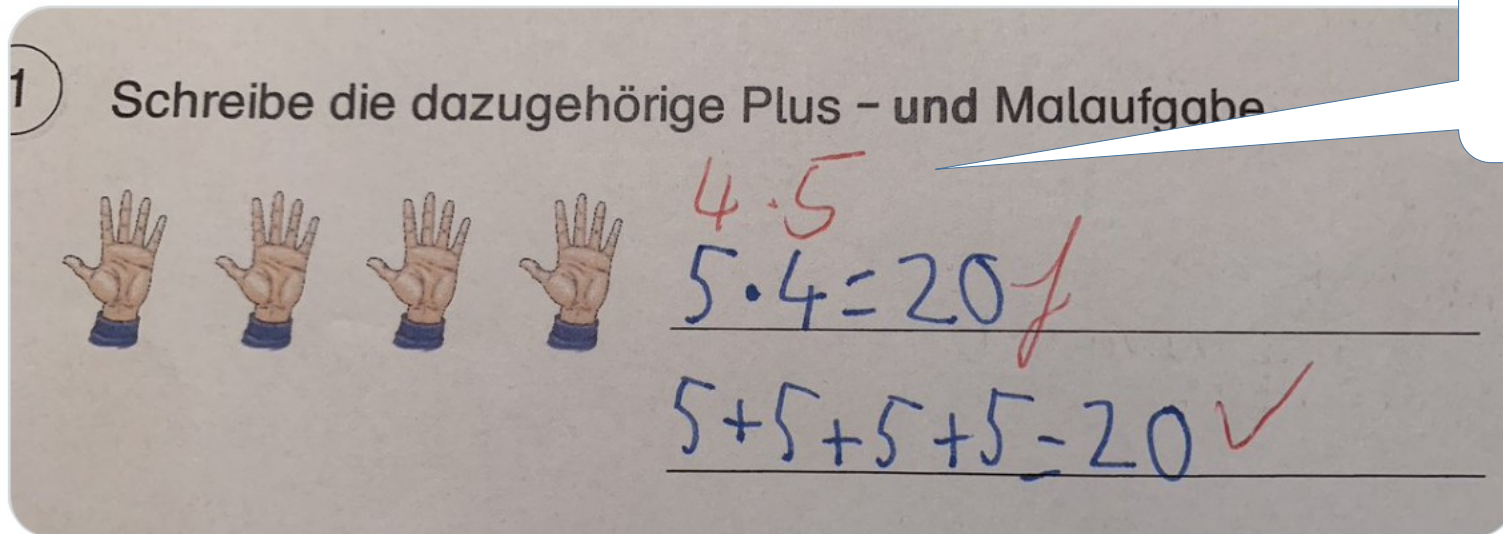 1
Schreibe die dazugehörige Plus – und Malaufgabe
4 · 5
5 · 4 = 20 f
5 + 5 + 5 + 5 = 20 ✓